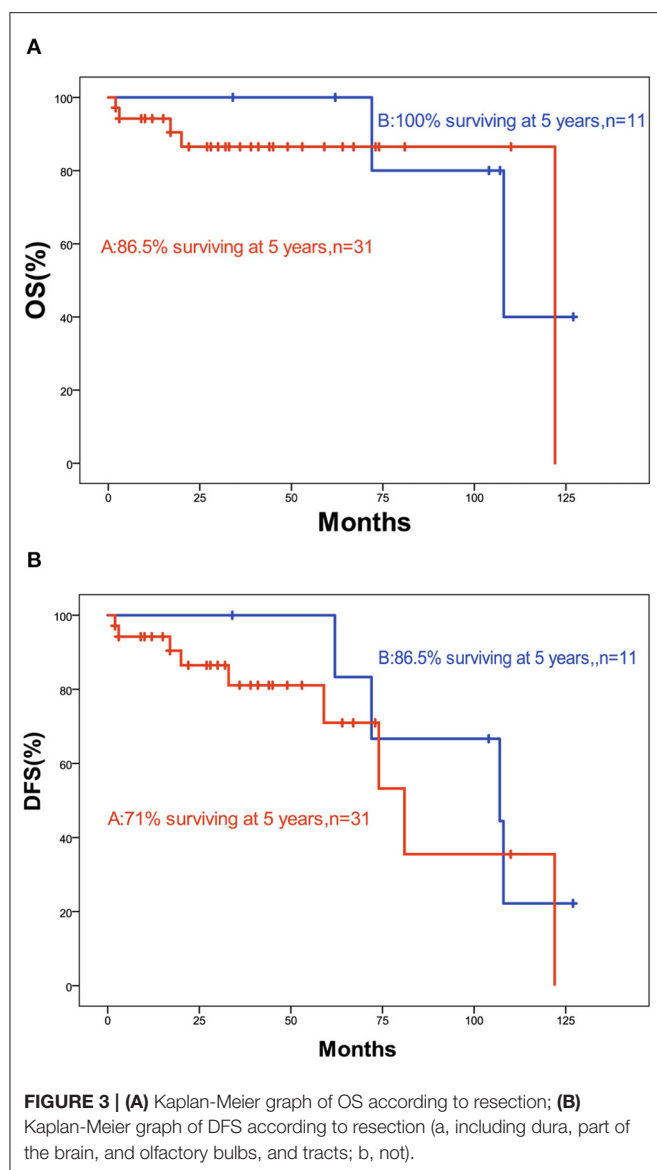 A
100
80
60
40
20
0
OS(%)
B:100% surviving at 5 years,n=11
A:86.5% surviving at 5 years,n=31
0 25 50 75 100 125
Months
B
100
80
60
40
20
0
DFS(%)
B:86.5% surviving at 5 years,,n=11
A:71% surviving at 5 years,n=31
0 25 50 75 100 125
Months
FIGURE 3 | (A) Kaplan-Meier graph of OS according to resection; (B)
Kaplan-Meier graph of DFS according to resection (a, including dura, part of
the brain, and olfactory bulbs, and tracts; b, not).